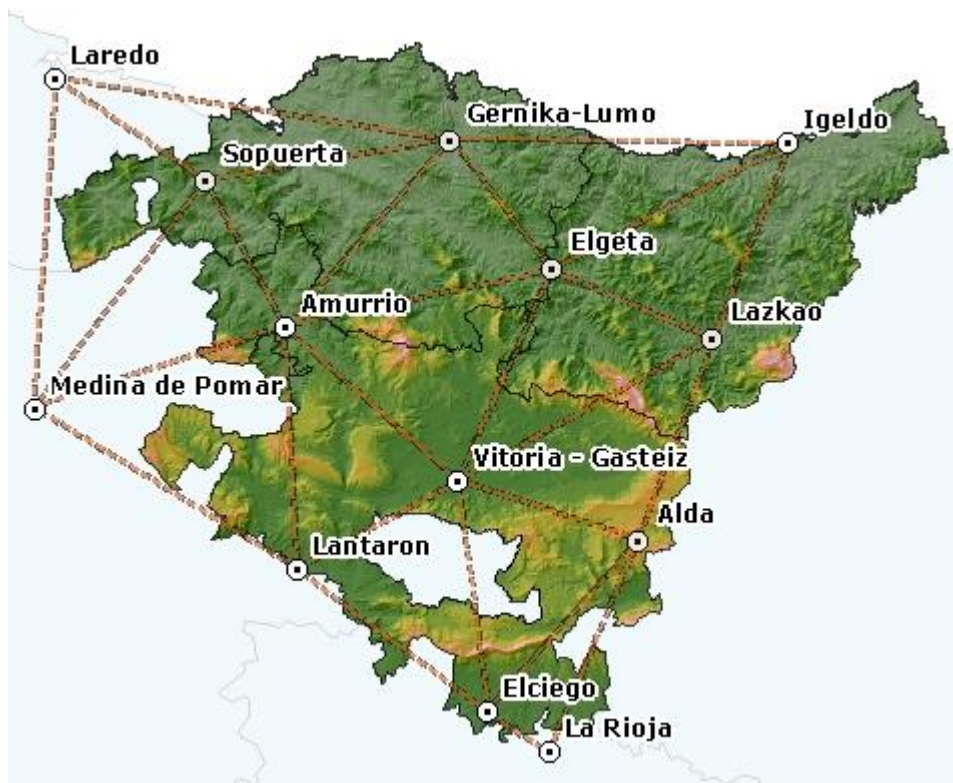 Laredo
Gernika-Lumo
Igeldo
Sopuerta
Elgeta
Amurrio
Lazkao
Medina de Pomar
Vitoria - Gasteiz
Alda
Lantaron
Elciego
La Rioja